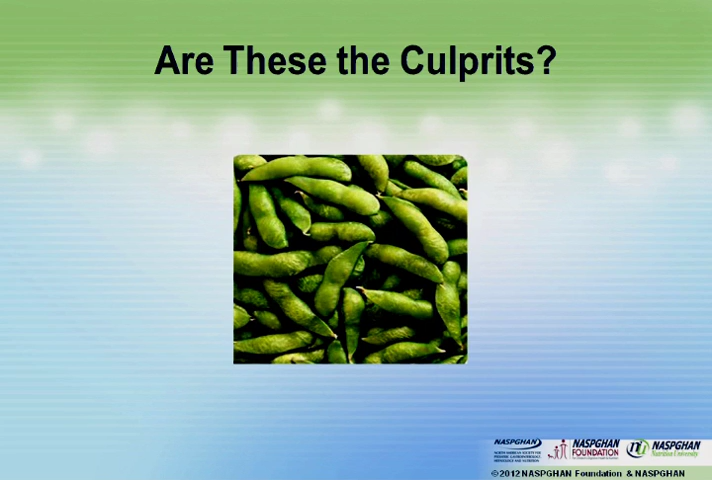 Are These the Culprits?
NASPGHAN
NORTH AMERICAN SOCIETY FOR
PEDIATRIC GASTROENTEROLOGY,
HEPATOLOGY AND NUTRITION
NASPGHAN
FOUNDATION
NASPGHAN
Nutrition University
©2012 NASPGHAN Foundation & NASPGHAN